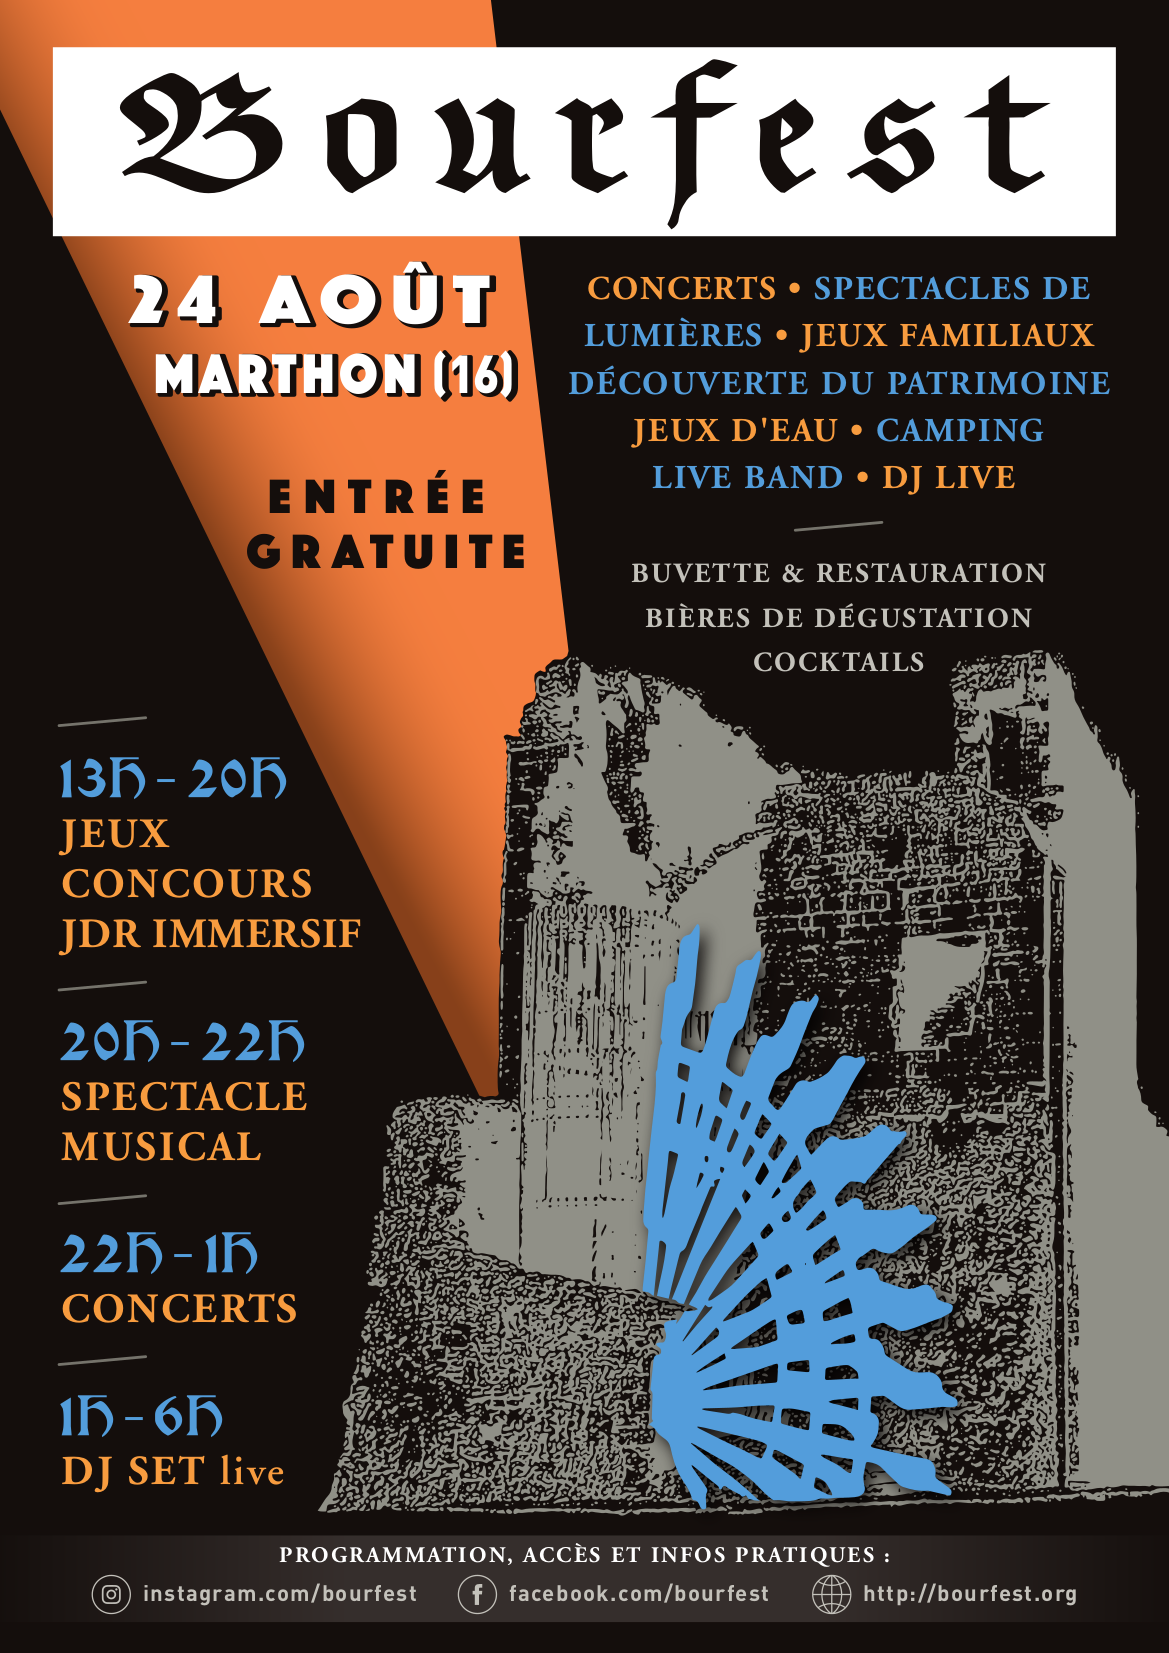 Bourfest
24 AOÛT
MARTHON (16)
ENTRÉE
GRATUITE
CONCERTS • SPECTACLES DE
LUMIÈRES • JEUX FAMILIAUX
DÉCOUVERTE DU PATRIMOINE
JEUX D'EAU • CAMPING
LIVE BAND • DJ LIVE
BUVETTE & RESTAURATION
BIÈRES DE DÉGUSTATION
COCKTAILS
13H – 20H
JEUX
CONCOURS
JDR IMMERSIF
20H – 22H
SPECTACLE
MUSICAL
22H – 1H
CONCERTS
1H – 6H
DJ SET live
PROGRAMMATION, ACCÈS ET INFOS PRATIQUES :
instagram.com/bourfest facebook.com/bourfest http://bourfest.org